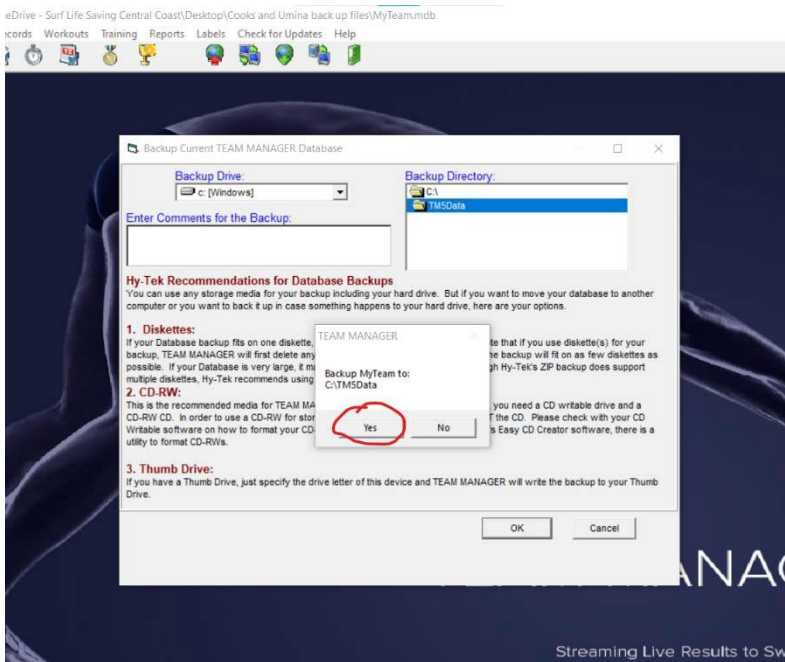 eDrive - Surf Life Saving Central Coast\Desktop\Cooks and Umina back up files\MyTeam.mdb
Workouts Training Reports Labels Check for Updates Help
Backup Current TEAM MANAGER Database
Backup Drive:
c: [Windows]
Backup Directory:
C:\
TM5Data
Enter Comments for the Backup:
Hy-Tek Recommendations for Database Backups
You can use any storage media for your backup including your hard drive. But if you want to move your database to another
computer or you want to back it up in case something happens to your hard drive, here are your options.
1. Diskettes:
If your Database backup fits on one diskette, te that if you use diskette(s) for your
backup, TEAM MANAGER will first delete any he backup will fit on as few diskettes as
possible. If your Database is very large, it m gh Hy-Tek's ZIP backup does support
multiple diskettes, Hy-Tek recommends using
2. CD-RW:
This is the recommended media for TEAM MA you need a CD writable drive and a
CD-RW CD. In order to use a CD-RW for stor f the CD. Please check with your CD
Writable software on how to format your CD 's Easy CD Creator software, there is a
utility to format CD-RWs.
3. Thumb Drive:
If you have a Thumb Drive, just specify the drive letter of this device and TEAM MANAGER will write the backup to your Thumb
Drive.
TEAM MANAGER
Backup MyTeam to:
C:\TM5Data
Yes No
OK Cancel
Streaming Live Results to Sw